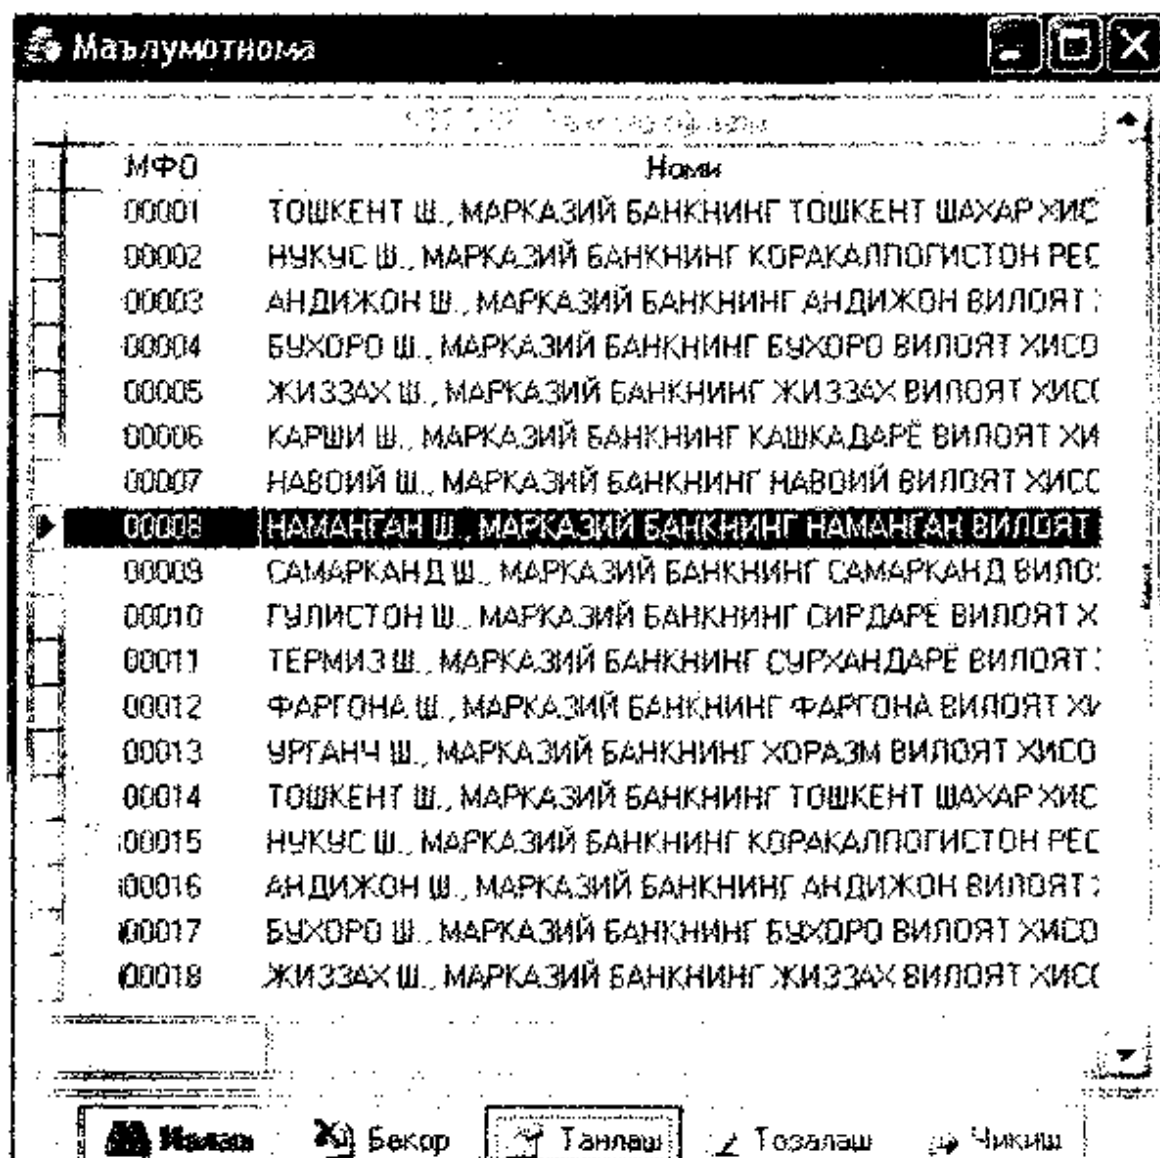 Маълумотнома
МФО Номи
00001 ТОШКЕНТ Ш., МАРКАЗИЙ БАНКНИНГ ТОШКЕНТ ШАХАР ХИС
00002 НУКУС Ш., МАРКАЗИЙ БАНКНИНГ КОРАКАЛПОГИСТОН РЕС
00003 АНДИЖОН Ш., МАРКАЗИЙ БАНКНИНГ АНДИЖОН ВИЛОЯТ
00004 БУХОРО Ш., МАРКАЗИЙ БАНКНИНГ БУХОРО ВИЛОЯТ ХИСО
00005 ЖИЗЗАХ Ш., МАРКАЗИЙ БАНКНИНГ ЖИЗЗАХ ВИЛОЯТ ХИСО
00006 КАРШИ Ш., МАРКАЗИЙ БАНКНИНГ КАШКАДАРЁ ВИЛОЯТ ХИ
00007 НАВОИЙ Ш., МАРКАЗИЙ БАНКНИНГ НАВОИЙ ВИЛОЯТ ХИСС
00008 НАМАНГАН Ш., МАРКАЗИЙ БАНКНИНГ НАМАНГАН ВИЛОЯТ
00009 САМАРКАНД Ш., МАРКАЗИЙ БАНКНИНГ САМАРКАНД ВИЛО
00010 ГУЛИСТОН Ш., МАРКАЗИЙ БАНКНИНГ СИРДАРЁ ВИЛОЯТ Х
00011 ТЕРМИЗ Ш., МАРКАЗИЙ БАНКНИНГ СУРХАНДАРЁ ВИЛОЯТ
00012 ФАРГОНА Ш., МАРКАЗИЙ БАНКНИНГ ФАРГОНА ВИЛОЯТ ХИ
00013 УРГАНЧ Ш., МАРКАЗИЙ БАНКНИНГ ХОРАЗМ ВИЛОЯТ ХИСО
00014 ТОШКЕНТ Ш., МАРКАЗИЙ БАНКНИНГ ТОШКЕНТ ШАХАР ХИС
00015 НУКУС Ш., МАРКАЗИЙ БАНКНИНГ КОРАКАЛПОГИСТОН РЕС
00016 АНДИЖОН Ш., МАРКАЗИЙ БАНКНИНГ АНДИЖОН ВИЛОЯТ
00017 БУХОРО Ш., МАРКАЗИЙ БАНКНИНГ БУХОРО ВИЛОЯТ ХИСО
00018 ЖИЗЗАХ Ш., МАРКАЗИЙ БАНКНИНГ ЖИЗЗАХ ВИЛОЯТ ХИСО
Излаш Бекор Танлаш Тозалаш Чикиш